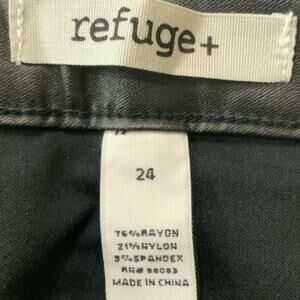 refuge+
24
76% RAYON
21% NYLON
3% SPANDEX
RN# 88083
MADE IN CHINA